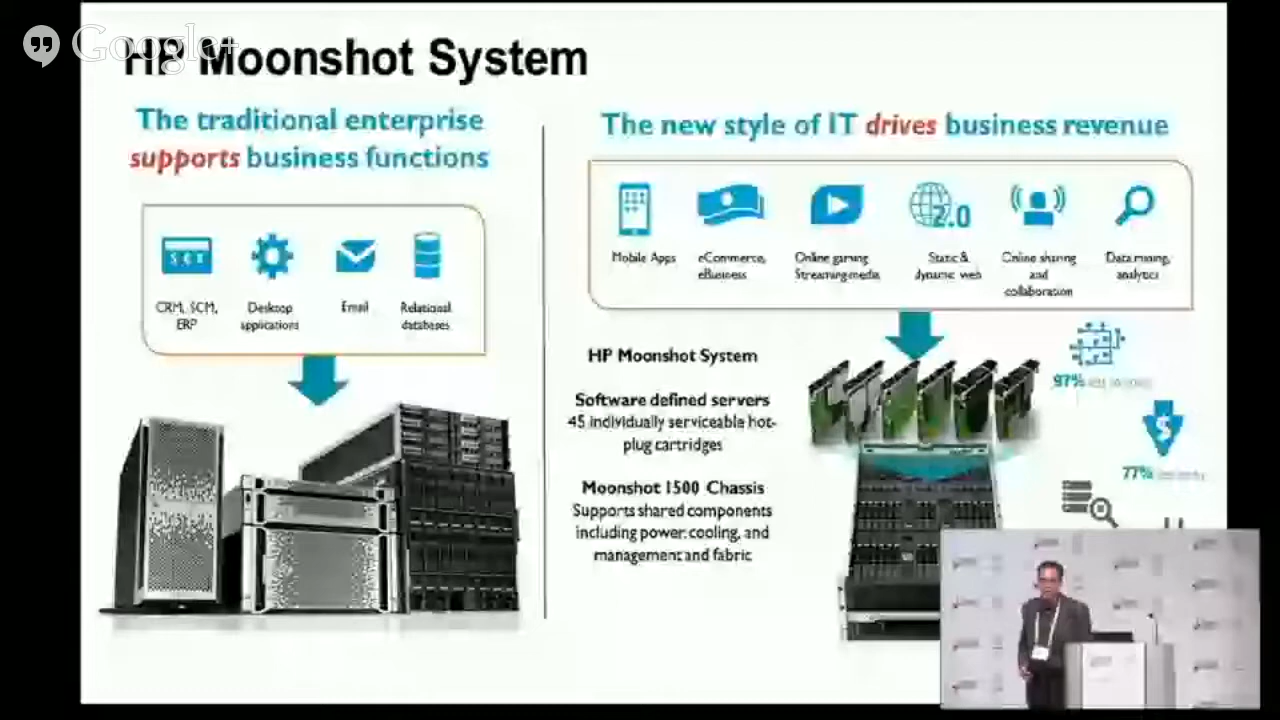 Google+
HP Moonshot System
The traditional enterprise
supports business functions
CRM, SCM,
ERP
Desktop
applications
Email
Relational
databases
The new style of IT drives business revenue
2.0
Mobile Apps
eCommerce,
eBusiness
Online gaming
Streaming media
Static &
dynamic web
Online sharing
and
collaboration
Data mining,
analytics
HP Moonshot System
Software defined servers
45 individually serviceable hot-
plug cartridges
Moonshot 1500 Chassis
Supports shared components
including power, cooling, and
management and fabric
97%
77%